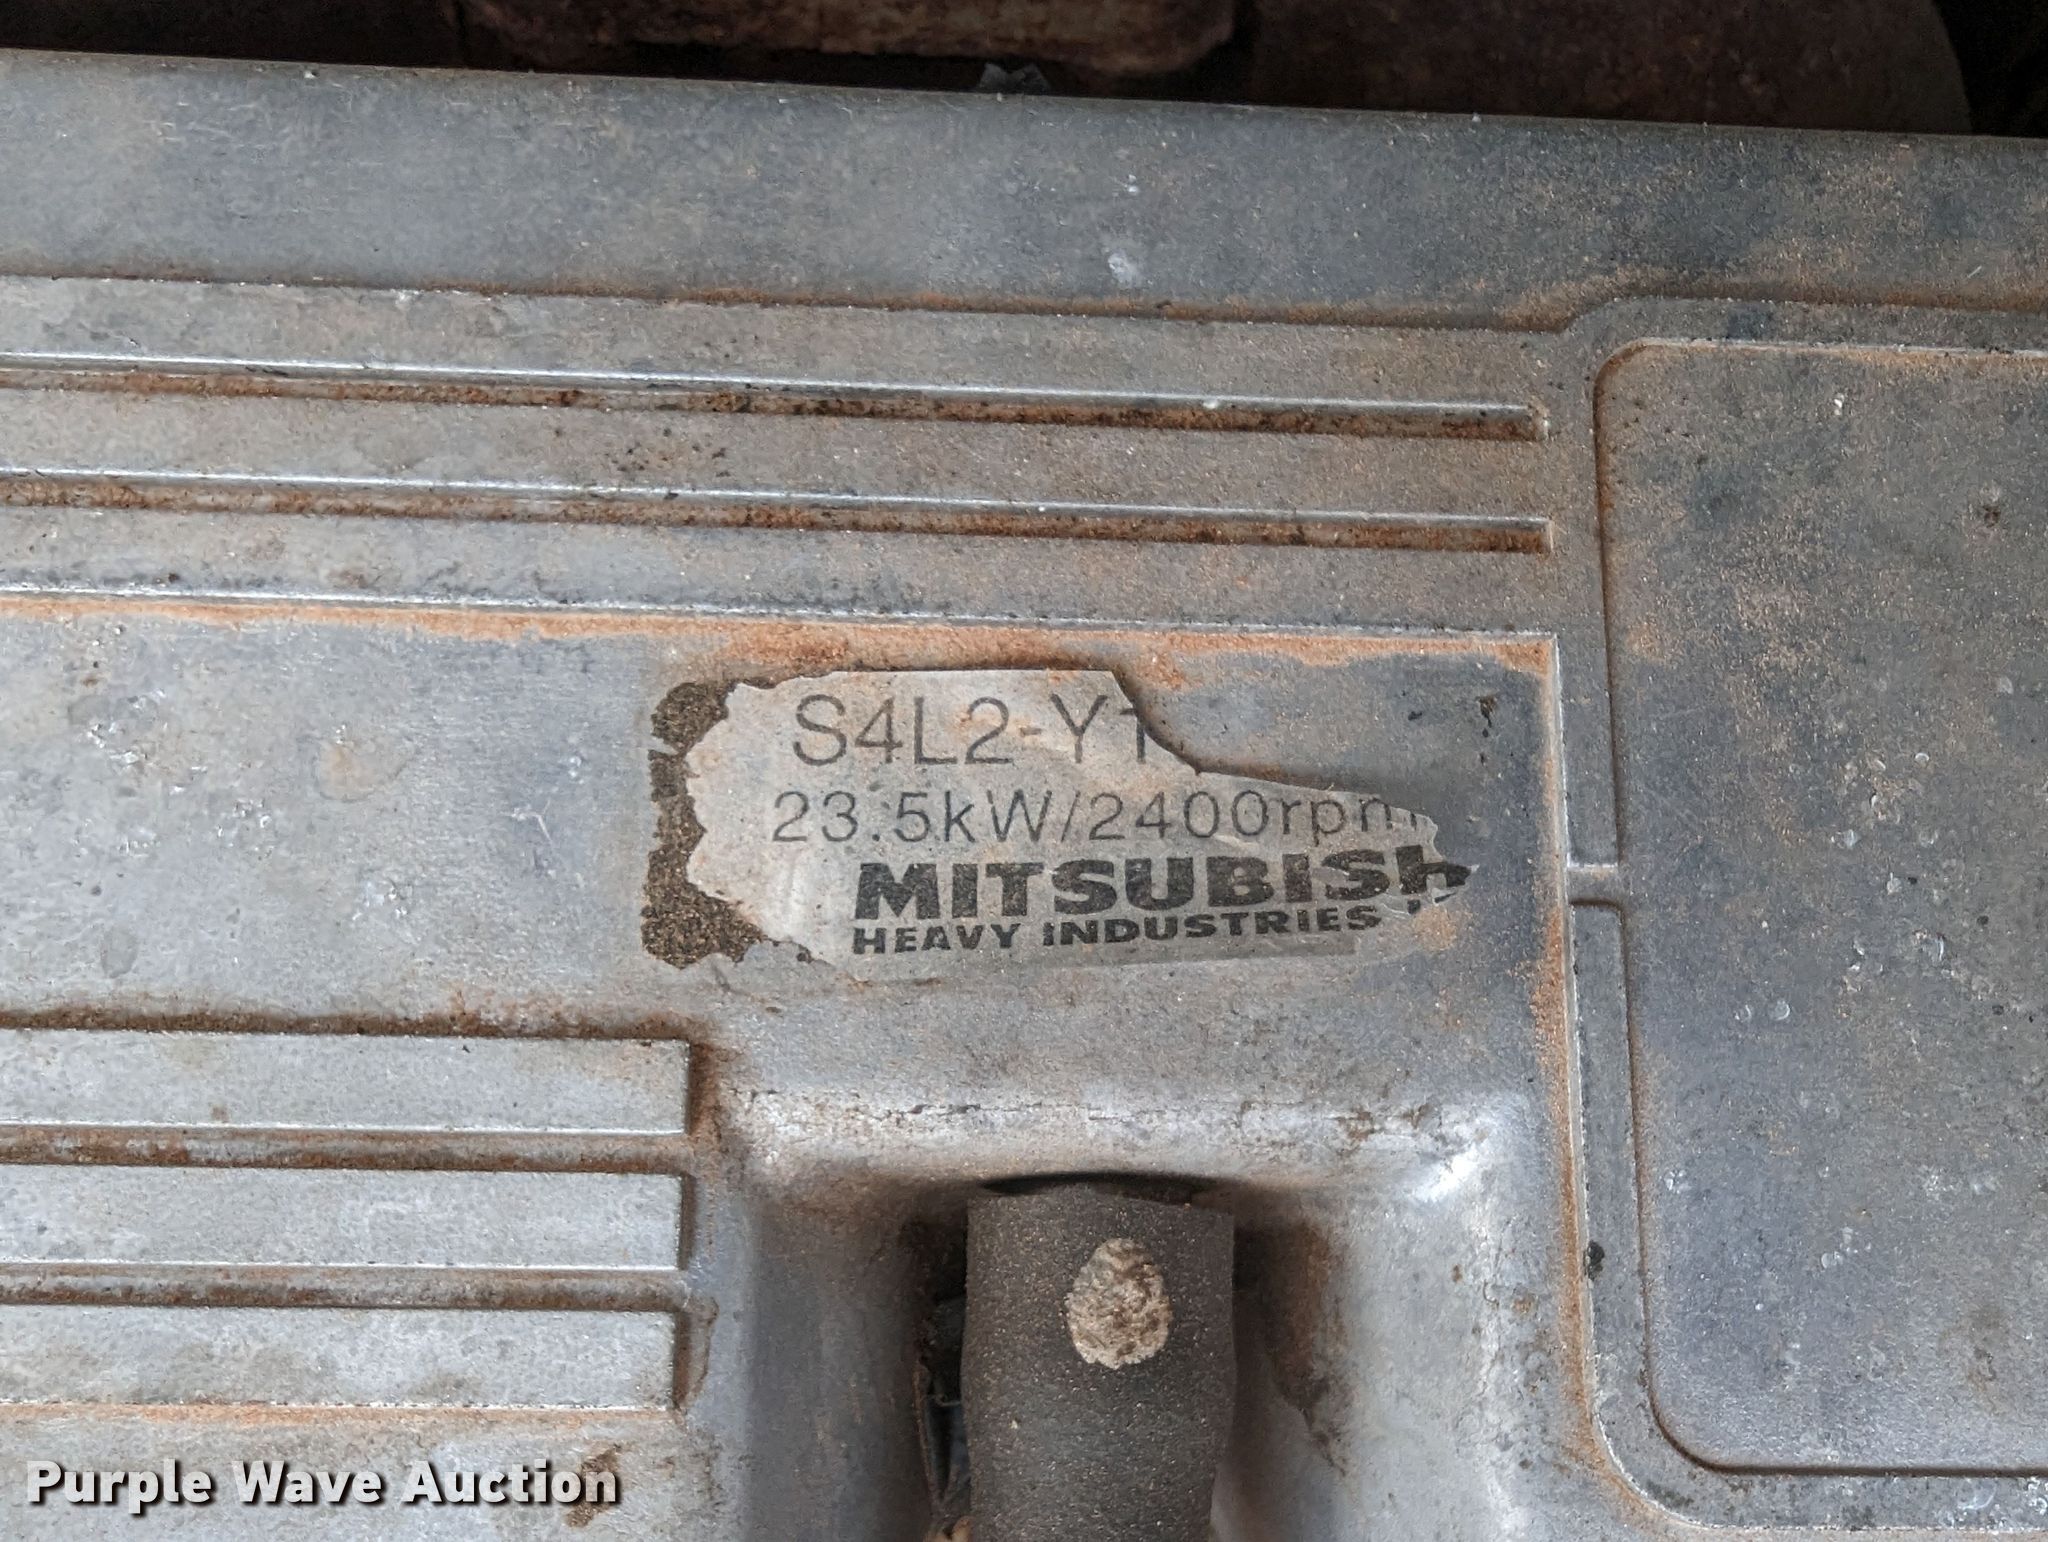 S4L2-Y1
23.5kW/2400rpm
MITSUBISH
HEAVY INDUSTRIES
Purple Wave Auction